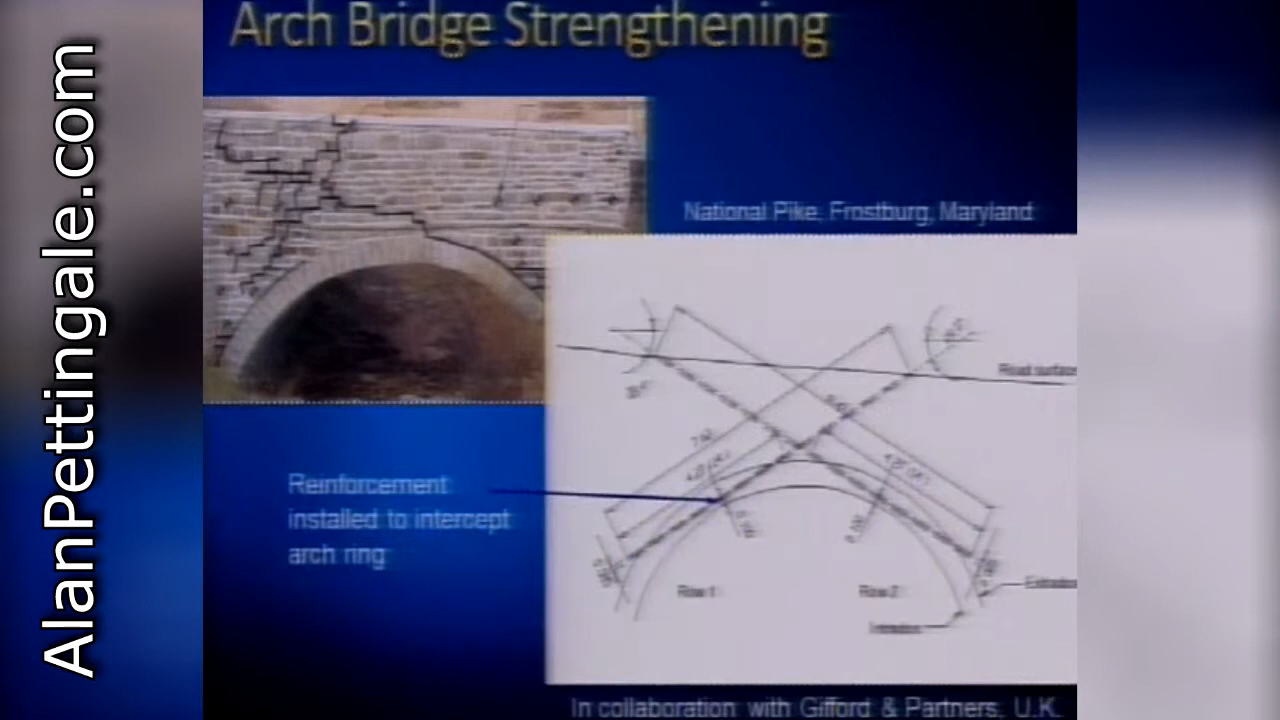 AlanPettingale.com
Arch Bridge Strengthening
National Pike, Frostburg, Maryland
Road surface
Reinforcement
installed to intercept
arch ring
Row 1
Row 2
Extrados
Intrados
In collaboration with Gifford & Partners, U.K.